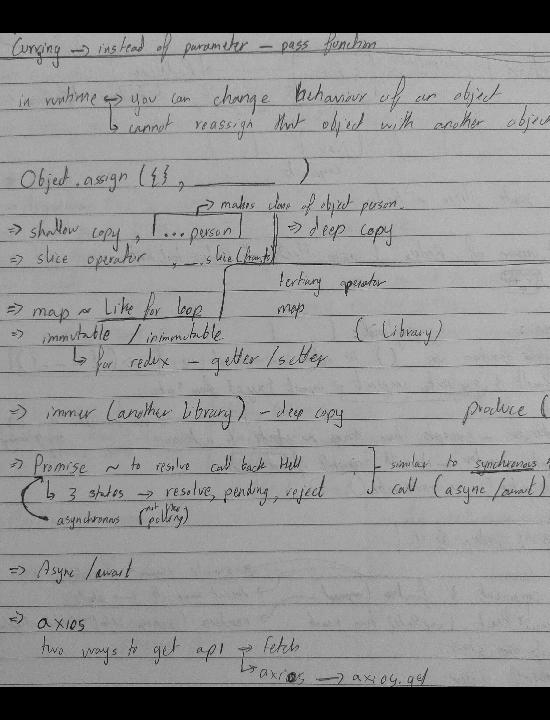 Currying → instead of parameter - pass function
in runtime ↔ you can change behaviour of an object
↳ cannot reassign that object with another object
Object.assign ({}, ______ )
→ makes clone of object person.
⇒ shallow copy, [...person] ⇒ deep copy
⇒ slice operator, __.slice(
tertiary operator
⇒ map ~ Like for loop map
⇒ immutable / inimmutable (Library)
↳ for redux - getter/setter
⇒ immer (another library) - deep copy produce (
⇒ Promise ~ to resolve call back Hell similar to synchronous
↳ 3 states → resolve, pending, reject call (async/await)
asynchronous (not like polling)
⇒ Async/await
⇒ axios
two ways to get api → fetch
↳ axios → axios.get